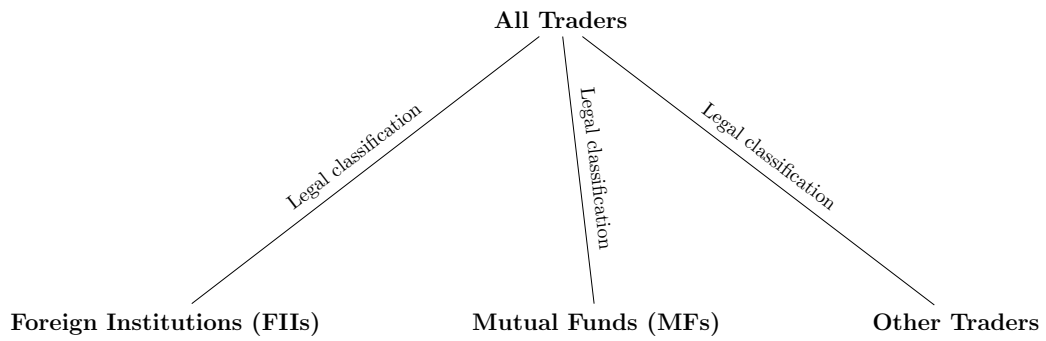 All Traders
Legal classification
Legal classification
Legal classification
Foreign Institutions (FIIs)
Mutual Funds (MFs)
Other Traders